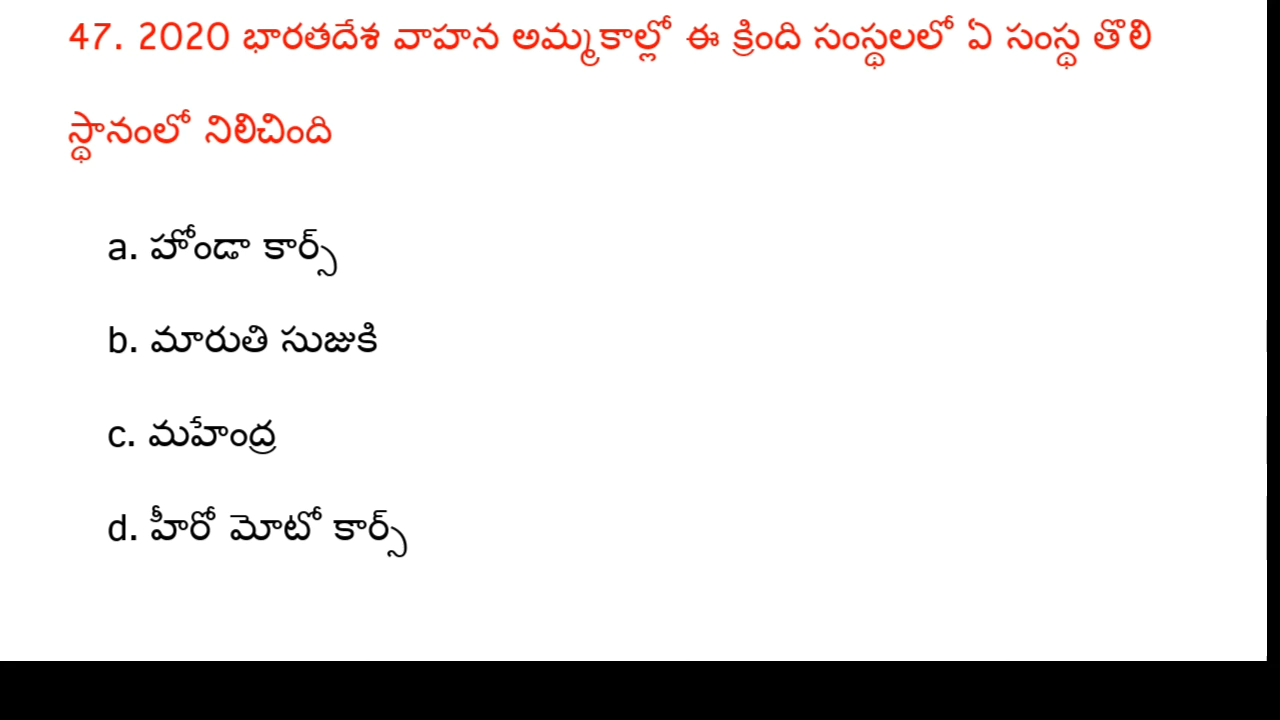 47. 2020 భారతదేశ వాహన అమ్మకాల్లో ఈ క్రింది సంస్థలలో ఏ సంస్థ తొలి
స్థానంలో నిలిచింది
a. హోండా కార్స్
b. మారుతి సుజుకి
c. మహేంద్ర
d. హీరో మోటో కార్స్